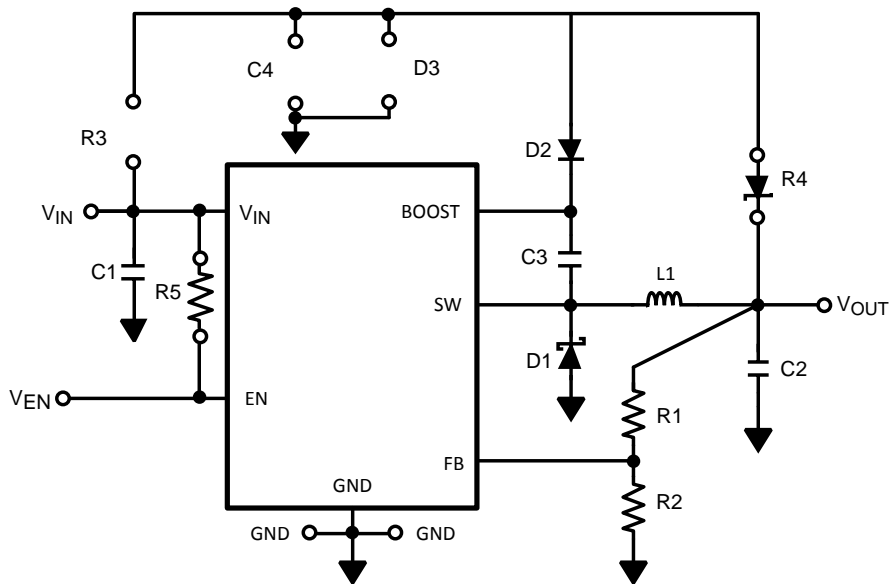 C4
D3
R3
D2
R4
VIN
VIN
BOOST
C1
R5
C3
L1
SW
VOUT
D1
C2
VEN
EN
R1
FB
GND
R2
GND
GND